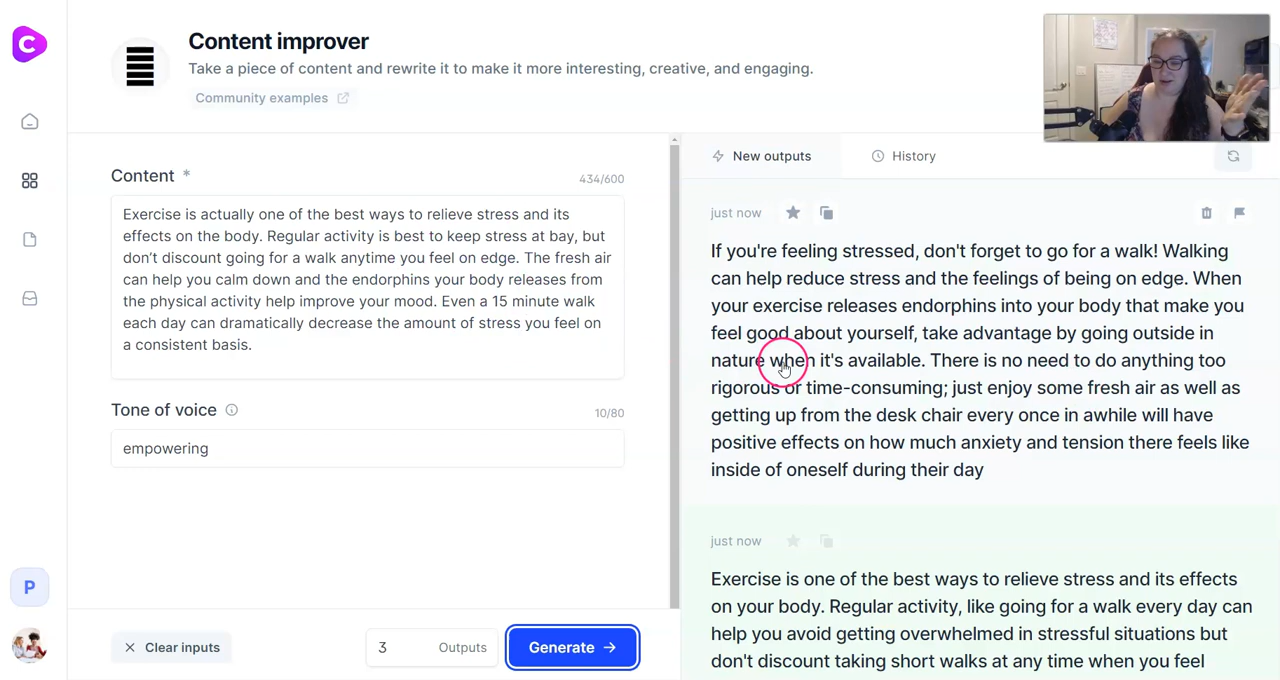 Content improver
Take a piece of content and rewrite it to make it more interesting, creative, and engaging.
Community examples
Content *
434/600
Exercise is actually one of the best ways to relieve stress and its
effects on the body. Regular activity is best to keep stress at bay, but
don't discount going for a walk anytime you feel on edge. The fresh air
can help you calm down and the endorphins your body releases from
the physical activity help improve your mood. Even a 15 minute walk
each day can dramatically decrease the amount of stress you feel on
a consistent basis.
Tone of voice
10/80
empowering
Clear inputs
3 Outputs
Generate
New outputs
History
just now
If you're feeling stressed, don't forget to go for a walk! Walking
can help reduce stress and the feelings of being on edge. When
your exercise releases endorphins into your body that make you
feel good about yourself, take advantage by going outside in
nature when it's available. There is no need to do anything too
rigorous or time-consuming; just enjoy some fresh air as well as
getting up from the desk chair every once in awhile will have
positive effects on how much anxiety and tension there feels like
inside of oneself during their day
just now
Exercise is one of the best ways to relieve stress and its effects
on your body. Regular activity, like going for a walk every day can
help you avoid getting overwhelmed in stressful situations but
don't discount taking short walks at any time when you feel
C
P